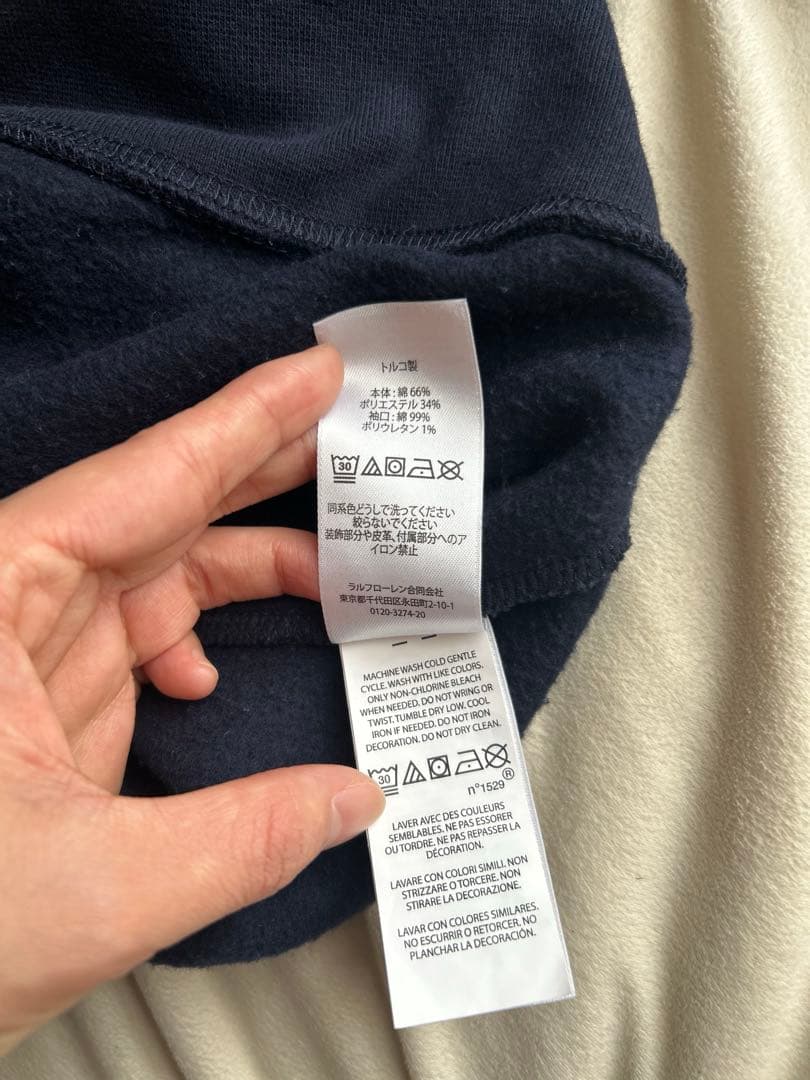 トルコ製
本体 : 綿 66%
ポリエステル 34%
袖口 : 綿 99%
ポリウレタン 1%
30
同系色どうしで洗ってください
絞らないでください
装飾部分や皮革、付属部分へのア
イロン禁止
ラルフローレン合同会社
東京都千代田区永田町2-10-1
0120-3274-20
MACHINE WASH COLD GENTLE
CYCLE. WASH WITH LIKE COLORS.
ONLY NON-CHLORINE BLEACH
WHEN NEEDED. DO NOT WRING OR
TWIST. TUMBLE DRY LOW. COOL
IRON IF NEEDED. DO NOT IRON
DECORATION. DO NOT DRY CLEAN.
30
n°1529 ®
LAVER AVEC DES COULEURS
SEMBLABLES. NE PAS ESSORER
OU TORDRE. NE PAS REPASSER LA
DÉCORATION.
LAVARE CON COLORI SIMILI. NON
STRIZZARE O TORCERE. NON
STIRARE LA DECORAZIONE.
LAVAR CON COLORES SIMILARES.
NO ESCURRIR O RETORCER. NO
PLANCHAR LA DECORACIÓN.